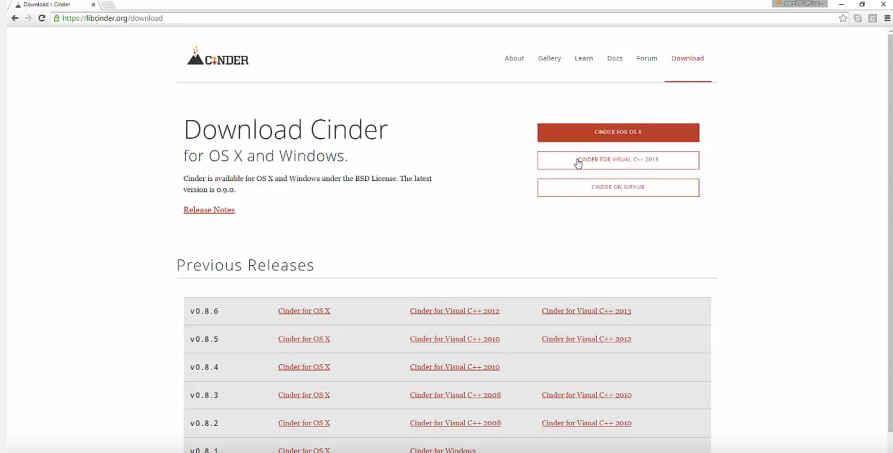 Download :: Cinder
https://libcinder.org/download
CINDER
About Gallery Learn Docs Forum Download
Download Cinder
for OS X and Windows.
Cinder is available for OS X and Windows under the BSD License. The latest
version is 0.9.0.
Release Notes
CINDER FOR OS X
CINDER FOR VISUAL C++ 2013
CINDER ON GITHUB
Previous Releases
v0.8.6 Cinder for OS X Cinder for Visual C++ 2012 Cinder for Visual C++ 2013
v0.8.5 Cinder for OS X Cinder for Visual C++ 2010 Cinder for Visual C++ 2012
v0.8.4 Cinder for OS X Cinder for Visual C++ 2010
v0.8.3 Cinder for OS X Cinder for Visual C++ 2008 Cinder for Visual C++ 2010
v0.8.2 Cinder for OS X Cinder for Visual C++ 2008 Cinder for Visual C++ 2010
v0.8.1 Cinder for OS X Cinder for Windows